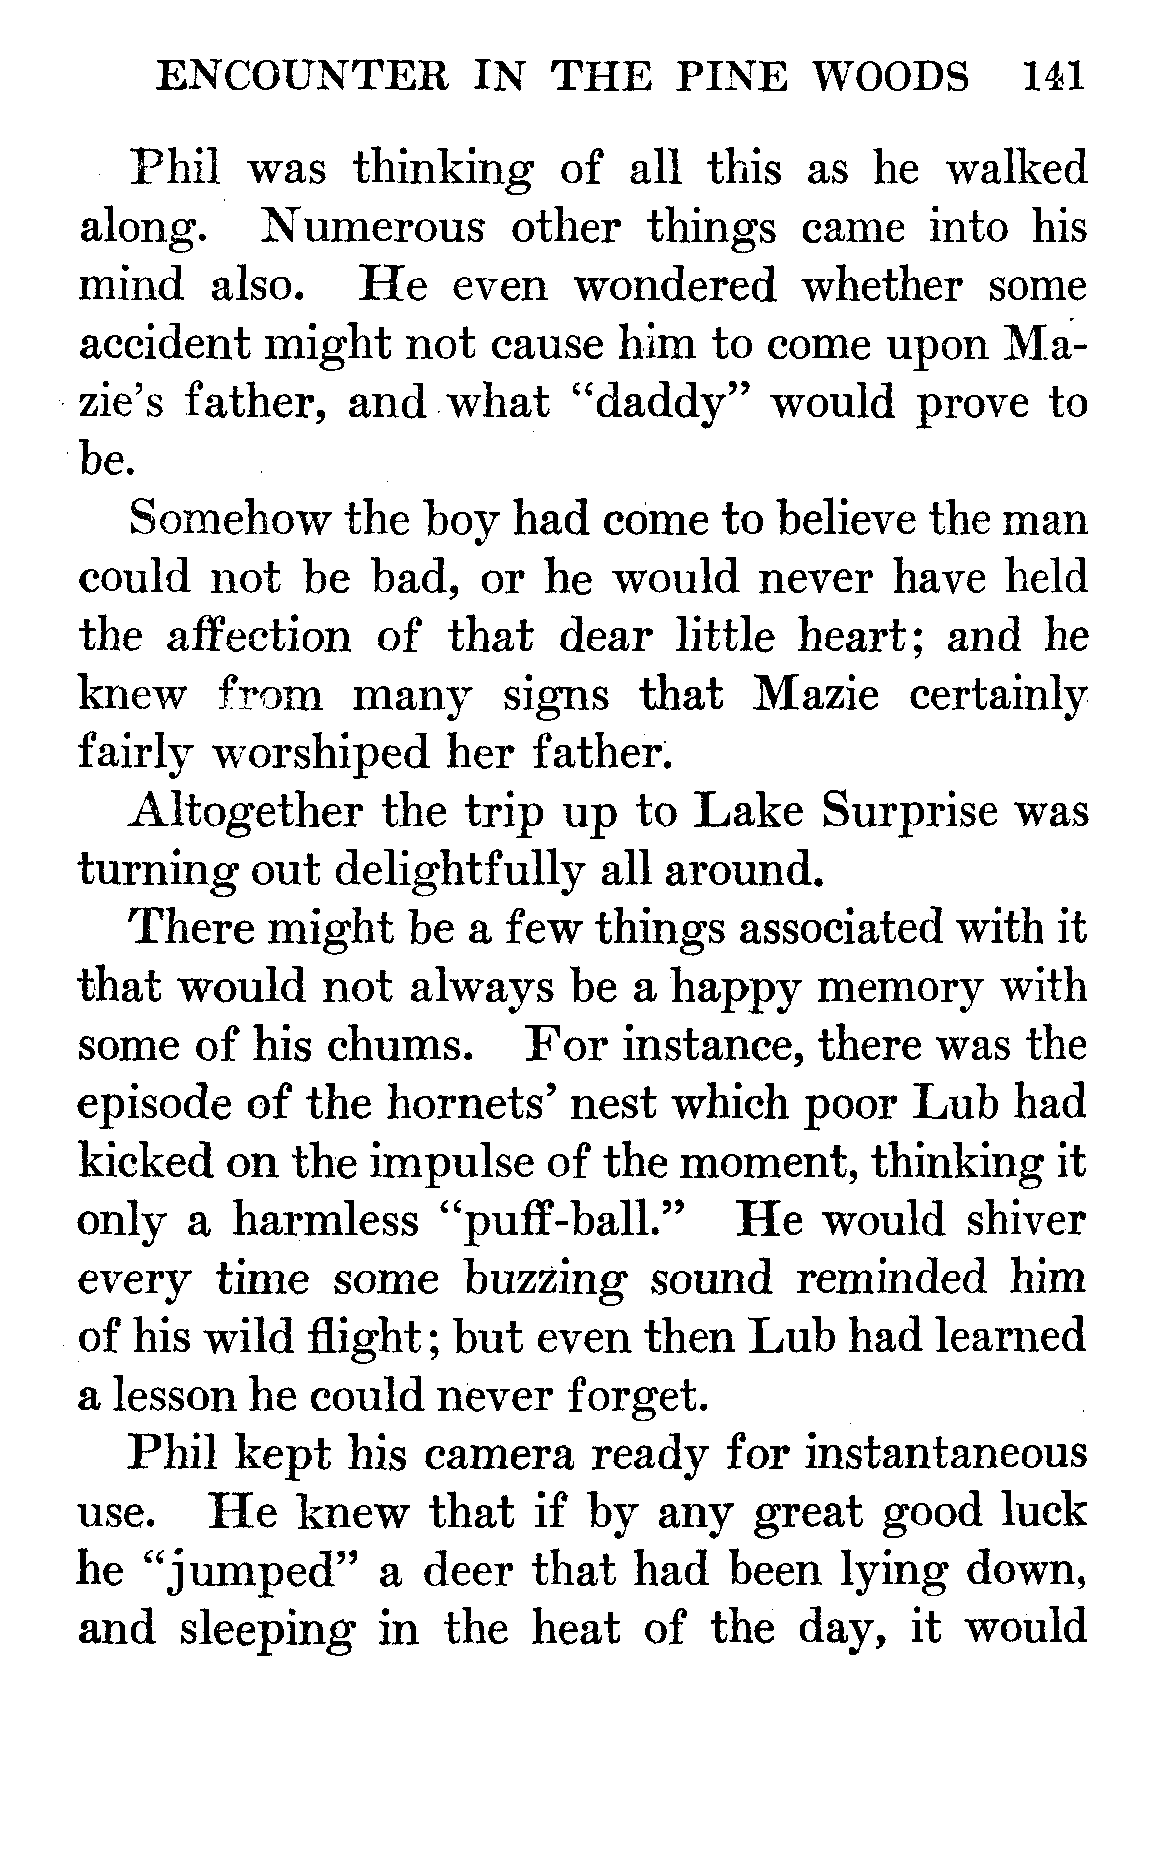 ENCOUNTER IN THE PINE WOODS 141
Phil was thinking of all this as he walked
along. Numerous other things came into his
mind also. He even wondered whether some
accident might not cause him to come upon Ma-
zie's father, and what “daddy” would prove to
be.
Somehow the boy had come to believe the man
could not be bad, or he would never have held
the affection of that dear little heart; and he
knew from many signs that Mazie certainly
fairly worshiped her father.
Altogether the trip up to Lake Surprise was
turning out delightfully all around.
There might be a few things associated with it
that would not always be a happy memory with
some of his chums. For instance, there was the
episode of the hornets’ nest which poor Lub had
kicked on the impulse of the moment, thinking it
only a harmless “puff-ball.” He would shiver
every time some buzzing sound reminded him
of his wild flight; but even then Lub had learned
a lesson he could never forget.
Phil kept his camera ready for instantaneous
use. He knew that if by any great good luck
he “jumped” a deer that had been lying down,
and sleeping in the heat of the day, it would